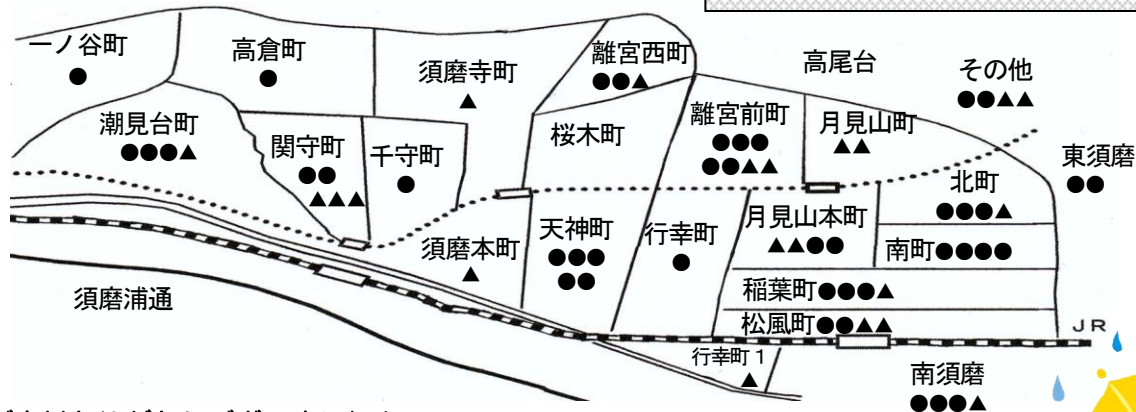 一ノ谷町
●
高倉町
●
須磨寺町
▲
離宮西町
●●▲
高尾台
その他
●●▲▲
潮見台町
●●●▲
関守町
●●
▲▲▲
千守町
●
桜木町
離宮前町
●●●
●●▲▲
月見山町
▲▲
東須磨
●●
北町
●●●▲
須磨本町
▲
天神町
●●●
●●
行幸町
●
月見山本町
▲▲●●
南町●●●●
稲葉町●●●▲
松風町●●▲▲
須磨浦通
JR
行幸町1
▲
南須磨
●●●▲